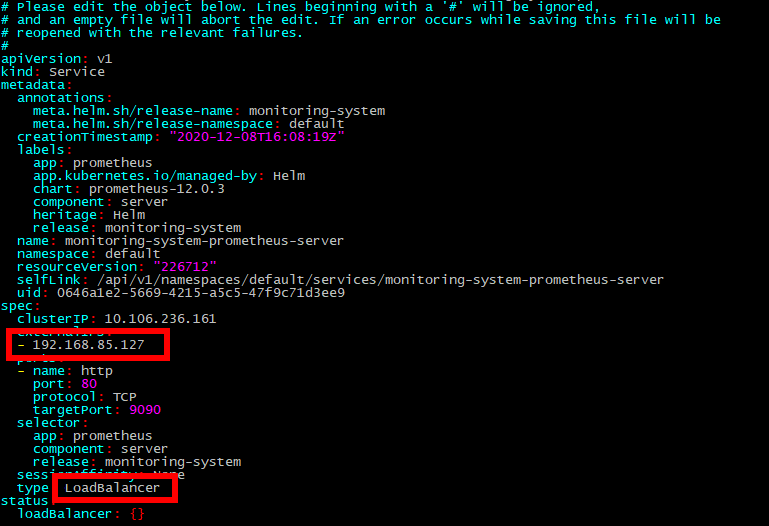 # Please edit the object below. Lines beginning with a '#' will be ignored,
# and an empty file will abort the edit. If an error occurs while saving this file will be
# reopened with the relevant failures.
#
apiVersion: v1
kind: Service
metadata:
  annotations:
    meta.helm.sh/release-name: monitoring-system
    meta.helm.sh/release-namespace: default
  creationTimestamp: "2020-12-08T16:08:19Z"
  labels:
    app: prometheus
    app.kubernetes.io/managed-by: Helm
    chart: prometheus-12.0.3
    component: server
    heritage: Helm
    release: monitoring-system
  name: monitoring-system-prometheus-server
  namespace: default
  resourceVersion: "226712"
  selfLink: /api/v1/namespaces/default/services/monitoring-system-prometheus-server
  uid: 0646a1e2-5669-4215-a5c5-47f9c71d3ee9
spec:
  clusterIP: 10.106.236.161
  externalIPs:
  - 192.168.85.127
  ports:
  - name: http
    port: 80
    protocol: TCP
    targetPort: 9090
  selector:
    app: prometheus
    component: server
    release: monitoring-system
  sessionAffinity: None
  type LoadBalancer
status
  loadBalancer: {}